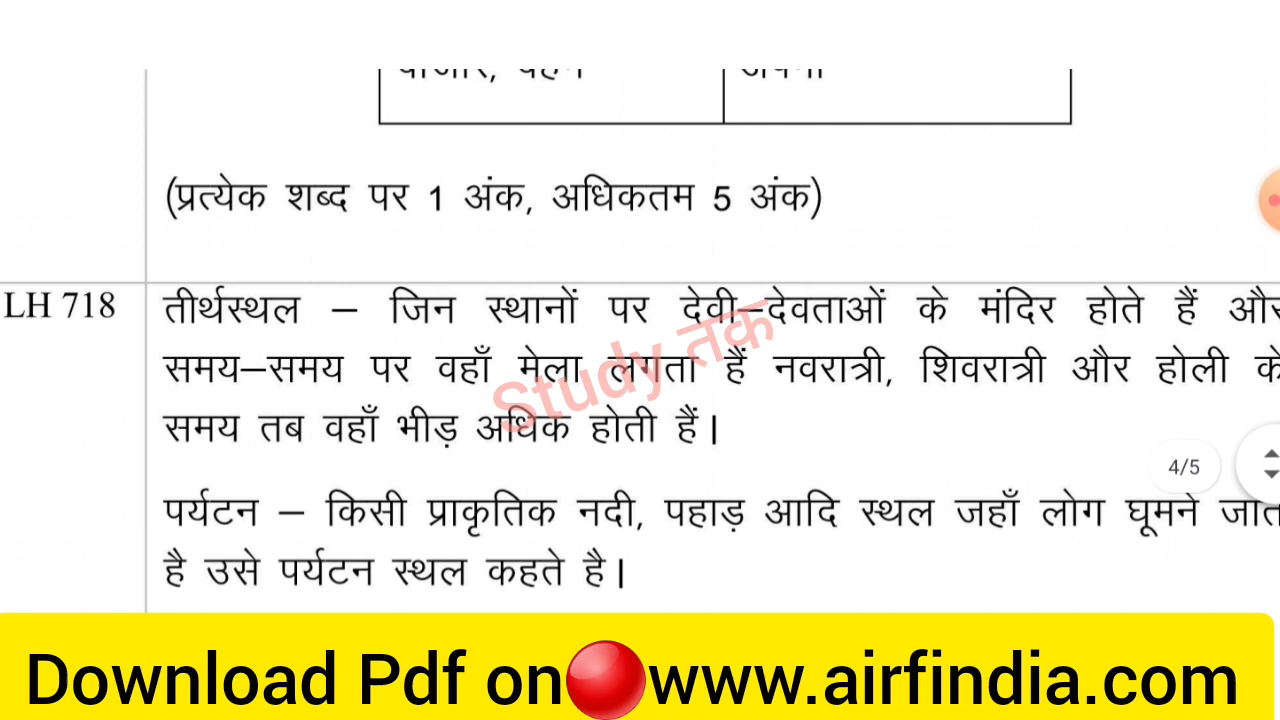 (प्रत्येक शब्द पर 1 अंक, अधिकतम 5 अंक)
LH 718 तीर्थस्थल – जिन स्थानों पर देवी–देवताओं के मंदिर होते हैं और
समय–समय पर वहाँ मेला लगता हैं नवरात्री, शिवरात्री और होली के
समय तब वहाँ भीड़ अधिक होती हैं।
Study तक
4/5
पर्यटन – किसी प्राकृतिक नदी, पहाड़ आदि स्थल जहाँ लोग घूमने जाते
है उसे पर्यटन स्थल कहते है।
Download Pdf on www.airfindia.com